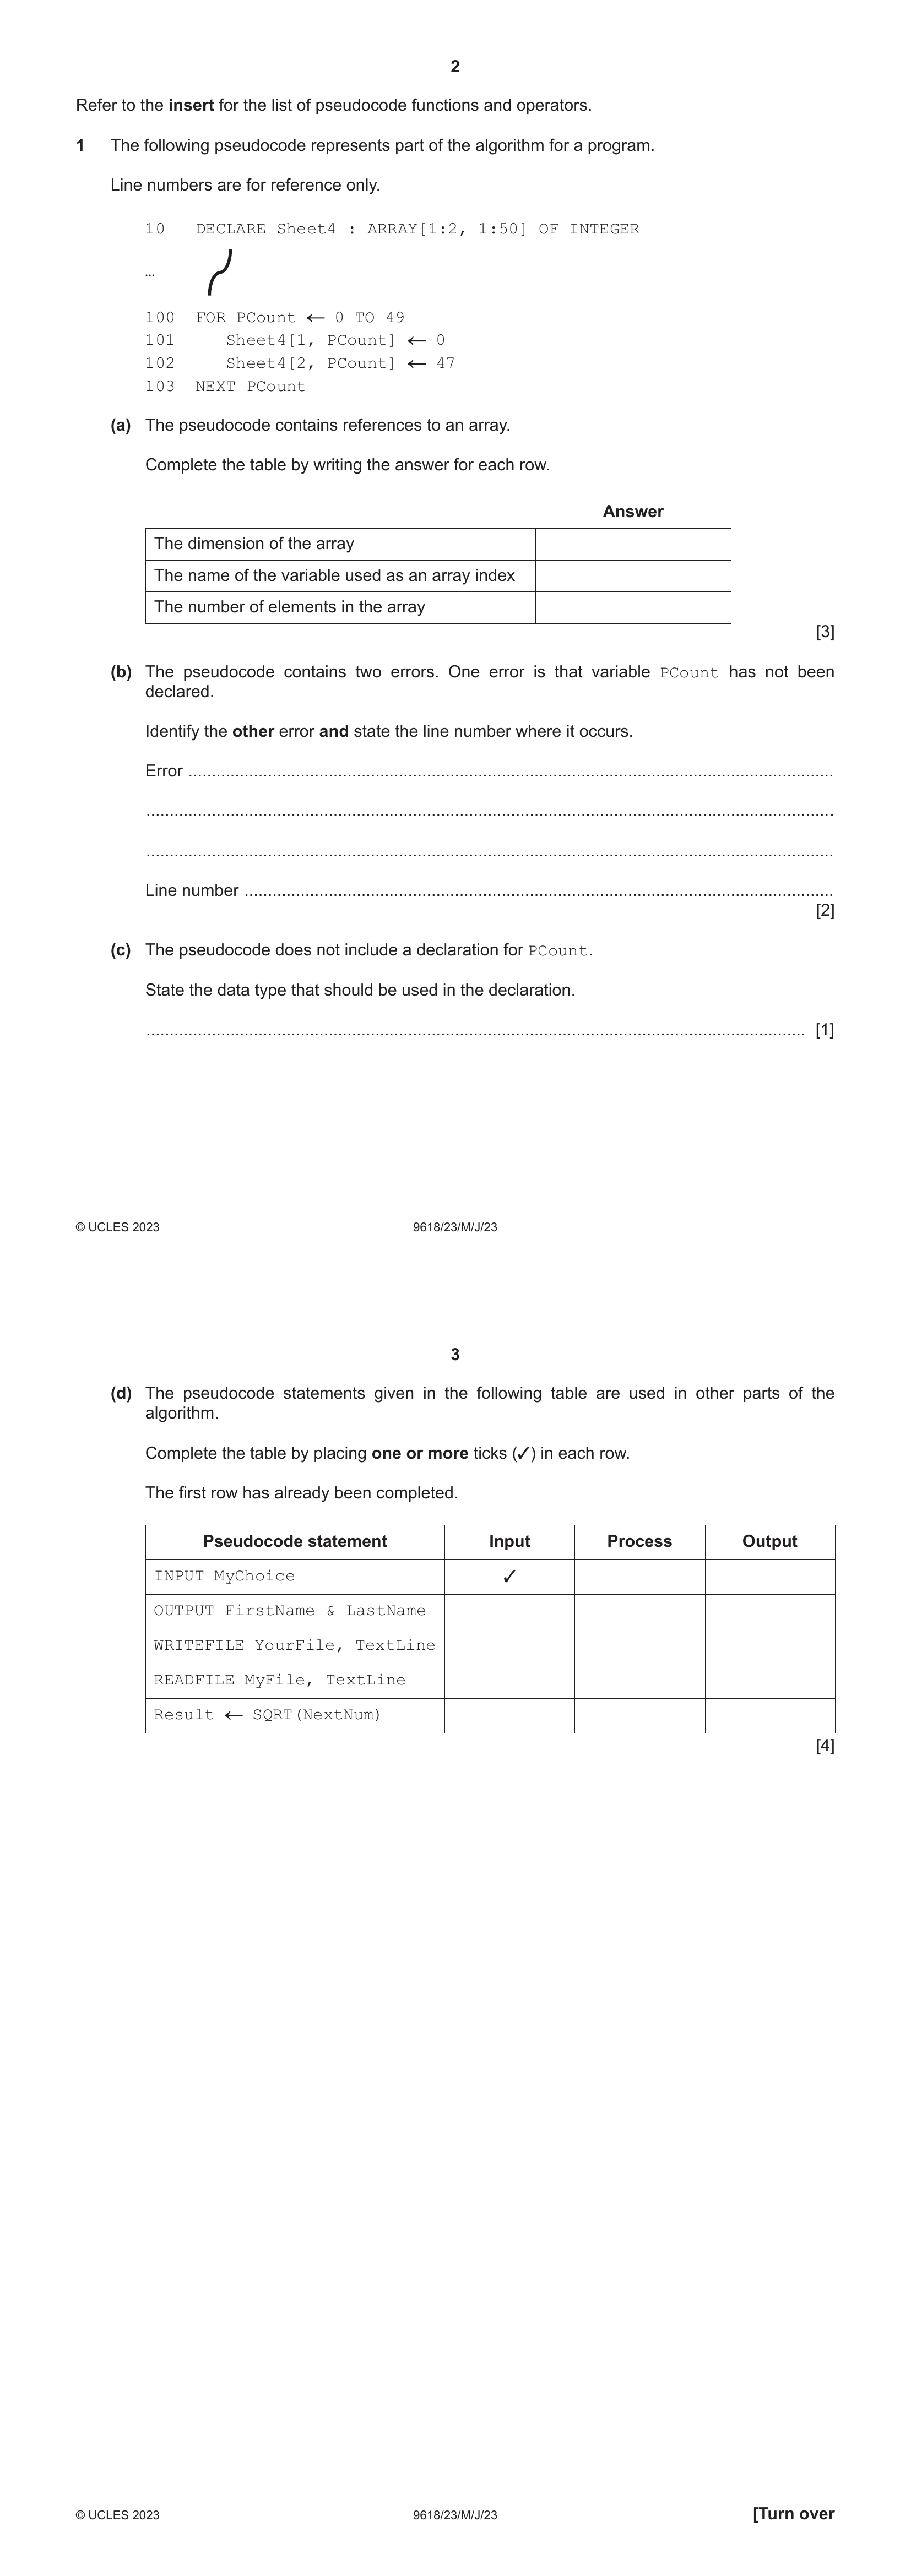 2
Refer to the insert for the list of pseudocode functions and operators.
1 The following pseudocode represents part of the algorithm for a program.
Line numbers are for reference only.
10 DECLARE Sheet4 : ARRAY[1:2, 1:50] OF INTEGER
...
100 FOR PCount ← 0 TO 49
101 Sheet4[1, PCount] ← 0
102 Sheet4[2, PCount] ← 47
103 NEXT PCount
(a) The pseudocode contains references to an array.
Complete the table by writing the answer for each row.
Answer
The dimension of the array
The name of the variable used as an array index
The number of elements in the array
[3]
(b) The pseudocode contains two errors. One error is that variable PCount has not been
declared.
Identify the other error and state the line number where it occurs.
Error ..........................................................................................................................................
....................................................................................................................................................
....................................................................................................................................................
Line number ..............................................................................................................................
[2]
(c) The pseudocode does not include a declaration for PCount.
State the data type that should be used in the declaration.
............................................................................................................................................. [1]
© UCLES 2023 9618/23/M/J/23
3
(d) The pseudocode statements given in the following table are used in other parts of the
algorithm.
Complete the table by placing one or more ticks (✓) in each row.
The first row has already been completed.
Pseudocode statement Input Process Output
INPUT MyChoice ✓
OUTPUT FirstName & LastName
WRITEFILE YourFile, TextLine
READFILE MyFile, TextLine
Result ← SQRT(NextNum)
[4]
© UCLES 2023 9618/23/M/J/23 [Turn over